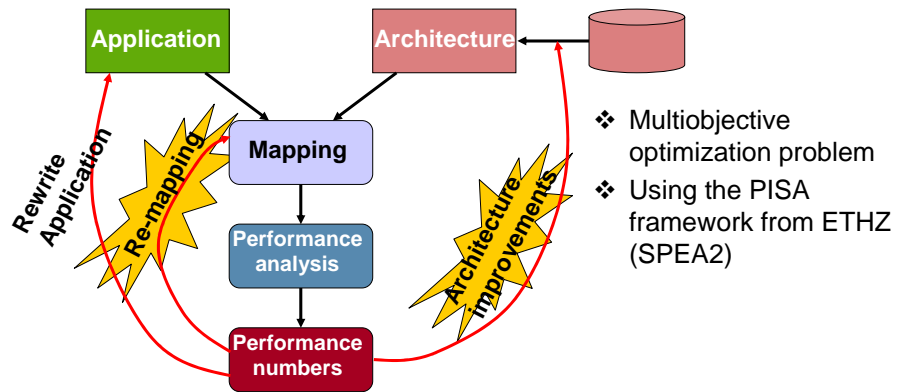 Application
Architecture
Rewrite
Application
Re-mapping
Mapping
Performance
analysis
Performance
numbers
Architecture
improvements
❖ Multiobjective
optimization problem
❖ Using the PISA
framework from ETHZ
(SPEA2)